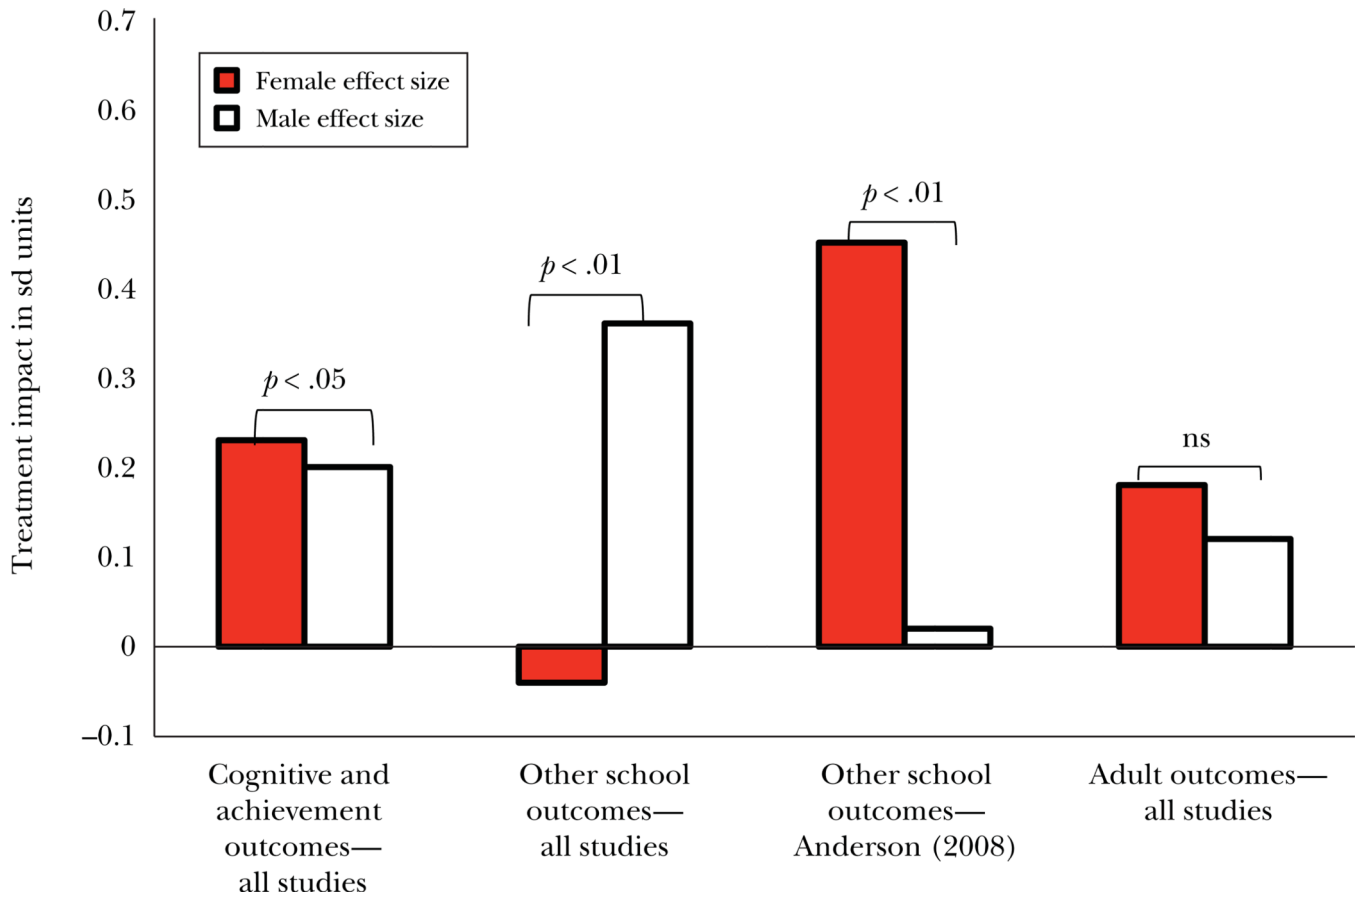 0.7
0.6
0.5
0.4
0.3
0.2
0.1
0
–0.1
Treatment impact in sd units
Female effect size
Male effect size
p < .05
p < .01
p < .01
ns
Cognitive and
achievement
outcomes—
all studies
Other school
outcomes—
all studies
Other school
outcomes—
Anderson (2008)
Adult outcomes—
all studies